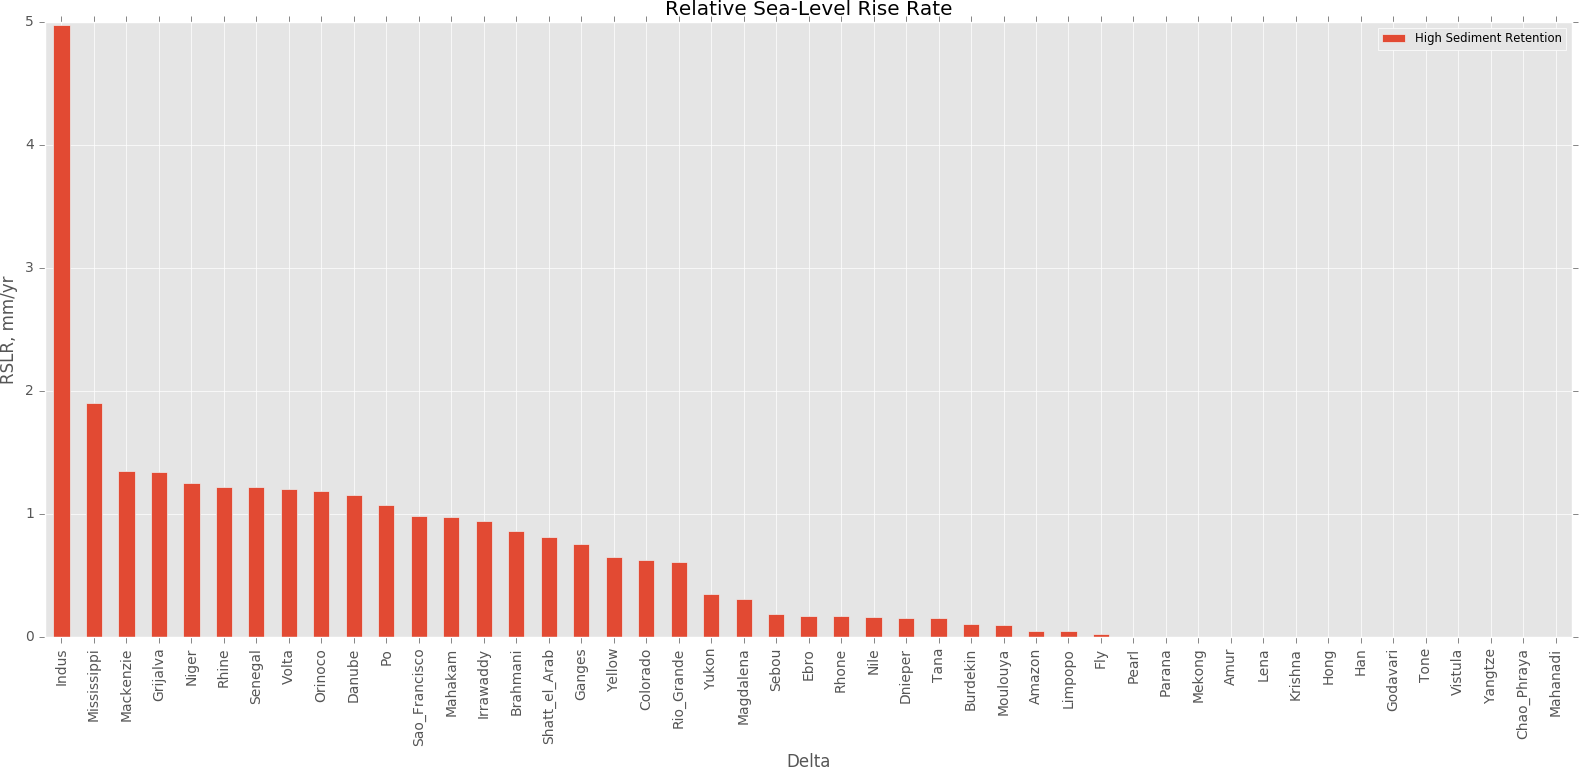 Relative Sea-Level Rise Rate
High Sediment Retention
5
4
3
2
1
0
RSLR, mm/yr
Indus
Mississippi
Mackenzie
Grijalva
Niger
Rhine
Senegal
Volta
Orinoco
Danube
Po
Sao_Francisco
Mahakam
Irrawaddy
Brahmani
Shatt_el_Arab
Ganges
Yellow
Colorado
Rio_Grande
Yukon
Magdalena
Sebou
Ebro
Rhone
Nile
Dnieper
Tana
Burdekin
Moulouya
Amazon
Limpopo
Fly
Pearl
Parana
Mekong
Amur
Lena
Krishna
Hong
Han
Godavari
Tone
Vistula
Yangtze
Chao_Phraya
Mahanadi
Delta